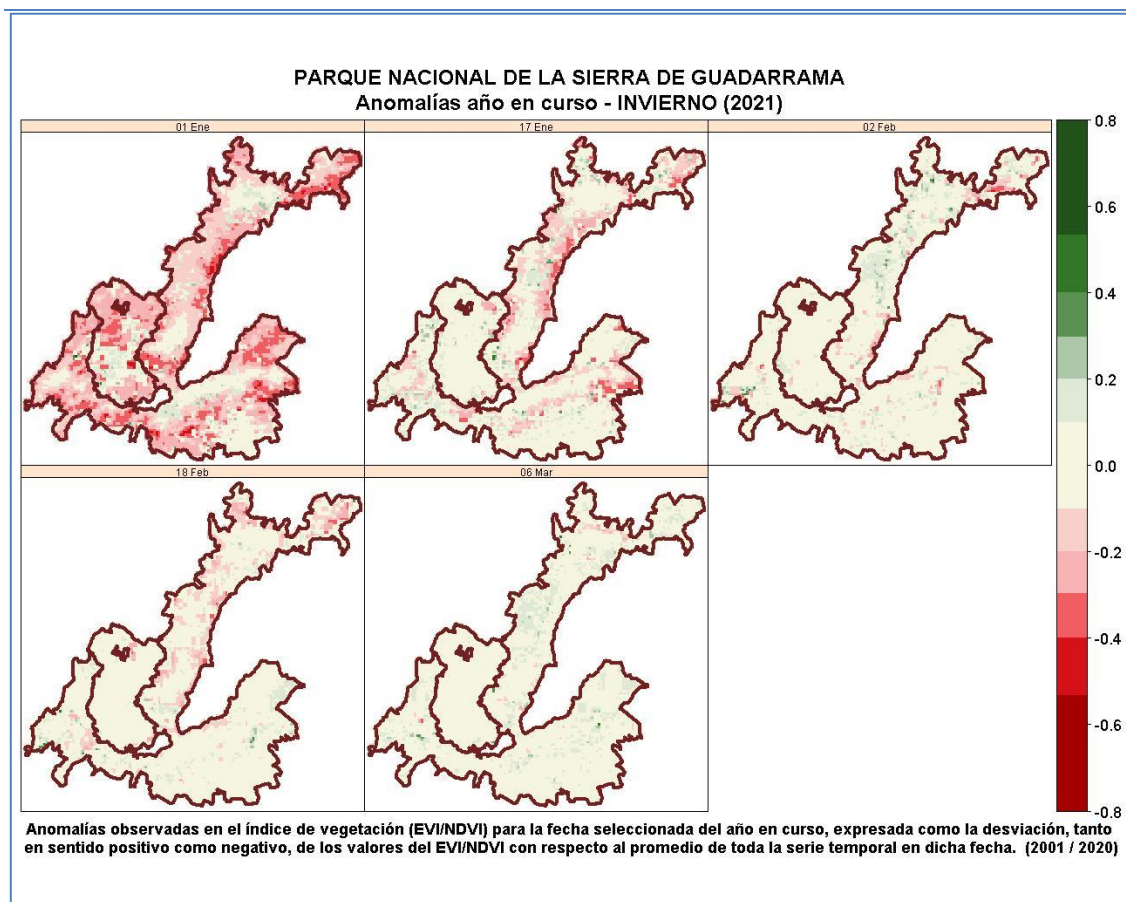 PARQUE NACIONAL DE LA SIERRA DE GUADARRAMA
Anomalías año en curso - INVIERNO (2021)
01 Ene
17 Ene
02 Feb
18 Feb
06 Mar
0.8
0.6
0.4
0.2
0.0
-0.2
-0.4
-0.6
-0.8
Anomalías observadas en el índice de vegetación (EVI/NDVI) para la fecha seleccionada del año en curso, expresada como la desviación, tanto
en sentido positivo como negativo, de los valores del EVI/NDVI con respecto al promedio de toda la serie temporal en dicha fecha. (2001 / 2020)